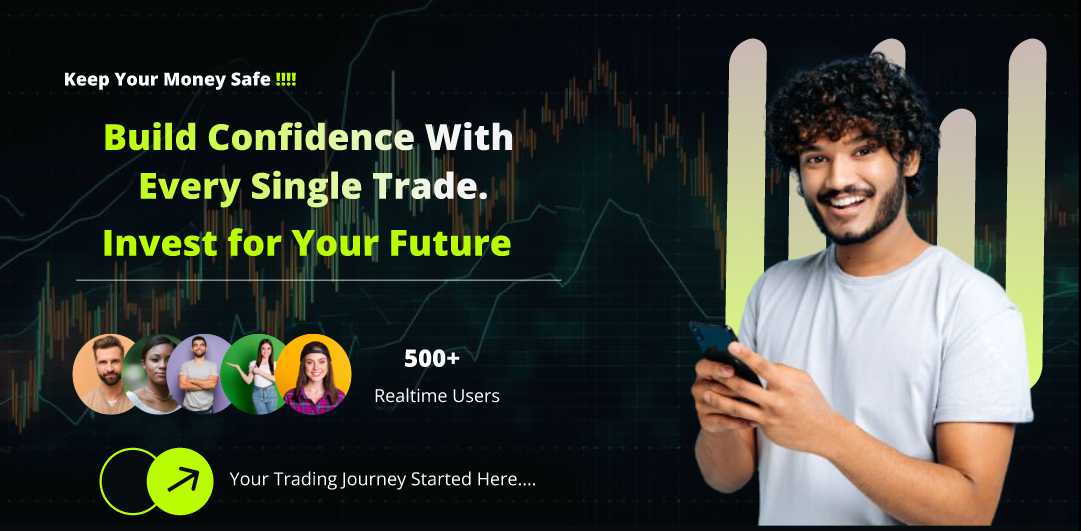 Keep Your Money Safe !!!!
Build Confidence With
Every Single Trade.
Invest for Your Future
500+
Realtime Users
Your Trading Journey Started Here....